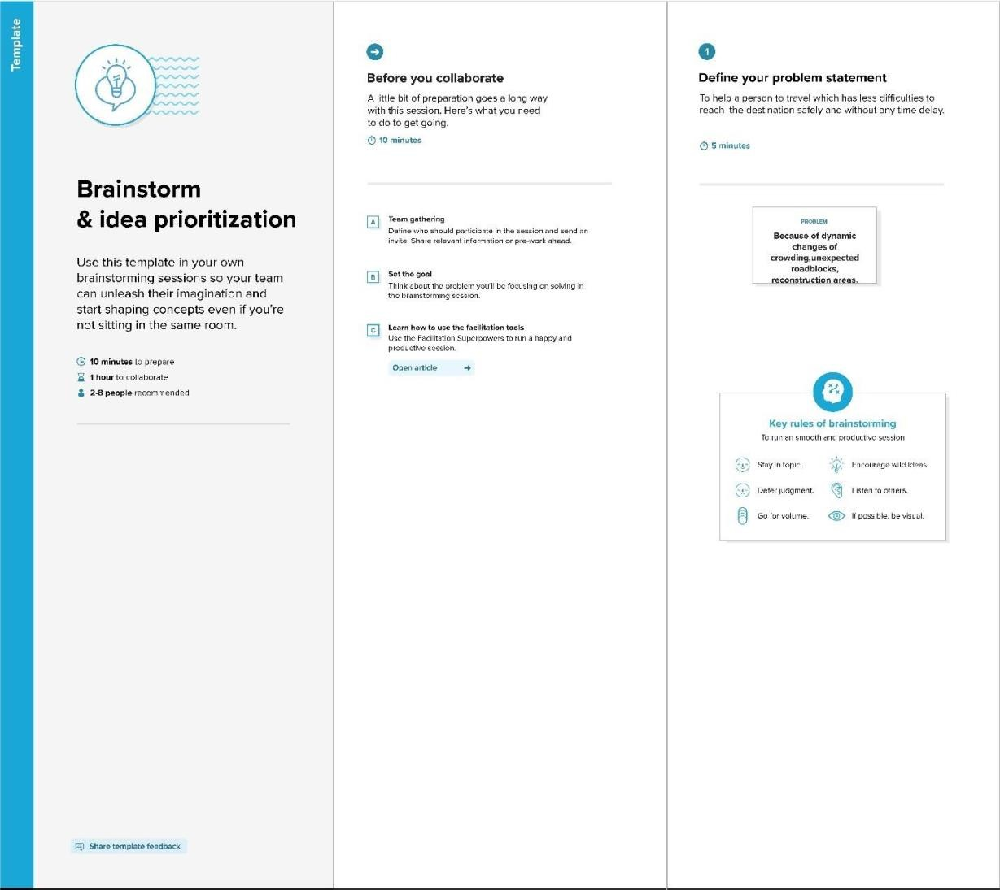 Template
Brainstorm
& idea prioritization
Use this template in your own
brainstorming sessions so your team
can unleash their imagination and
start shaping concepts even if you're
not sitting in the same room.
10 minutes to prepare
1 hour to collaborate
2-8 people recommended
Share template feedback
Before you collaborate
A little bit of preparation goes a long way
with this session. Here's what you need
to do to get going.
10 minutes
A
Team gathering
Define who should participate in the session and send an
invite. Share relevant information or pre-work ahead.
B
Set the goal
Think about the problem you'll be focusing on solving in
the brainstorming session.
C
Learn how to use the facilitation tools
Use the Facilitation Superpowers to run a happy and
productive session.
Open article
1
Define your problem statement
To help a person to travel which has less difficulties to
reach the destination safely and without any time delay.
5 minutes
PROBLEM
Because of dynamic
changes of
crowding,unexpected
roadblocks,
reconstruction areas.
Key rules of brainstorming
To run an smooth and productive session
Stay in topic.
Encourage wild ideas.
Defer judgment.
Listen to others.
Go for volume.
If possible, be visual.